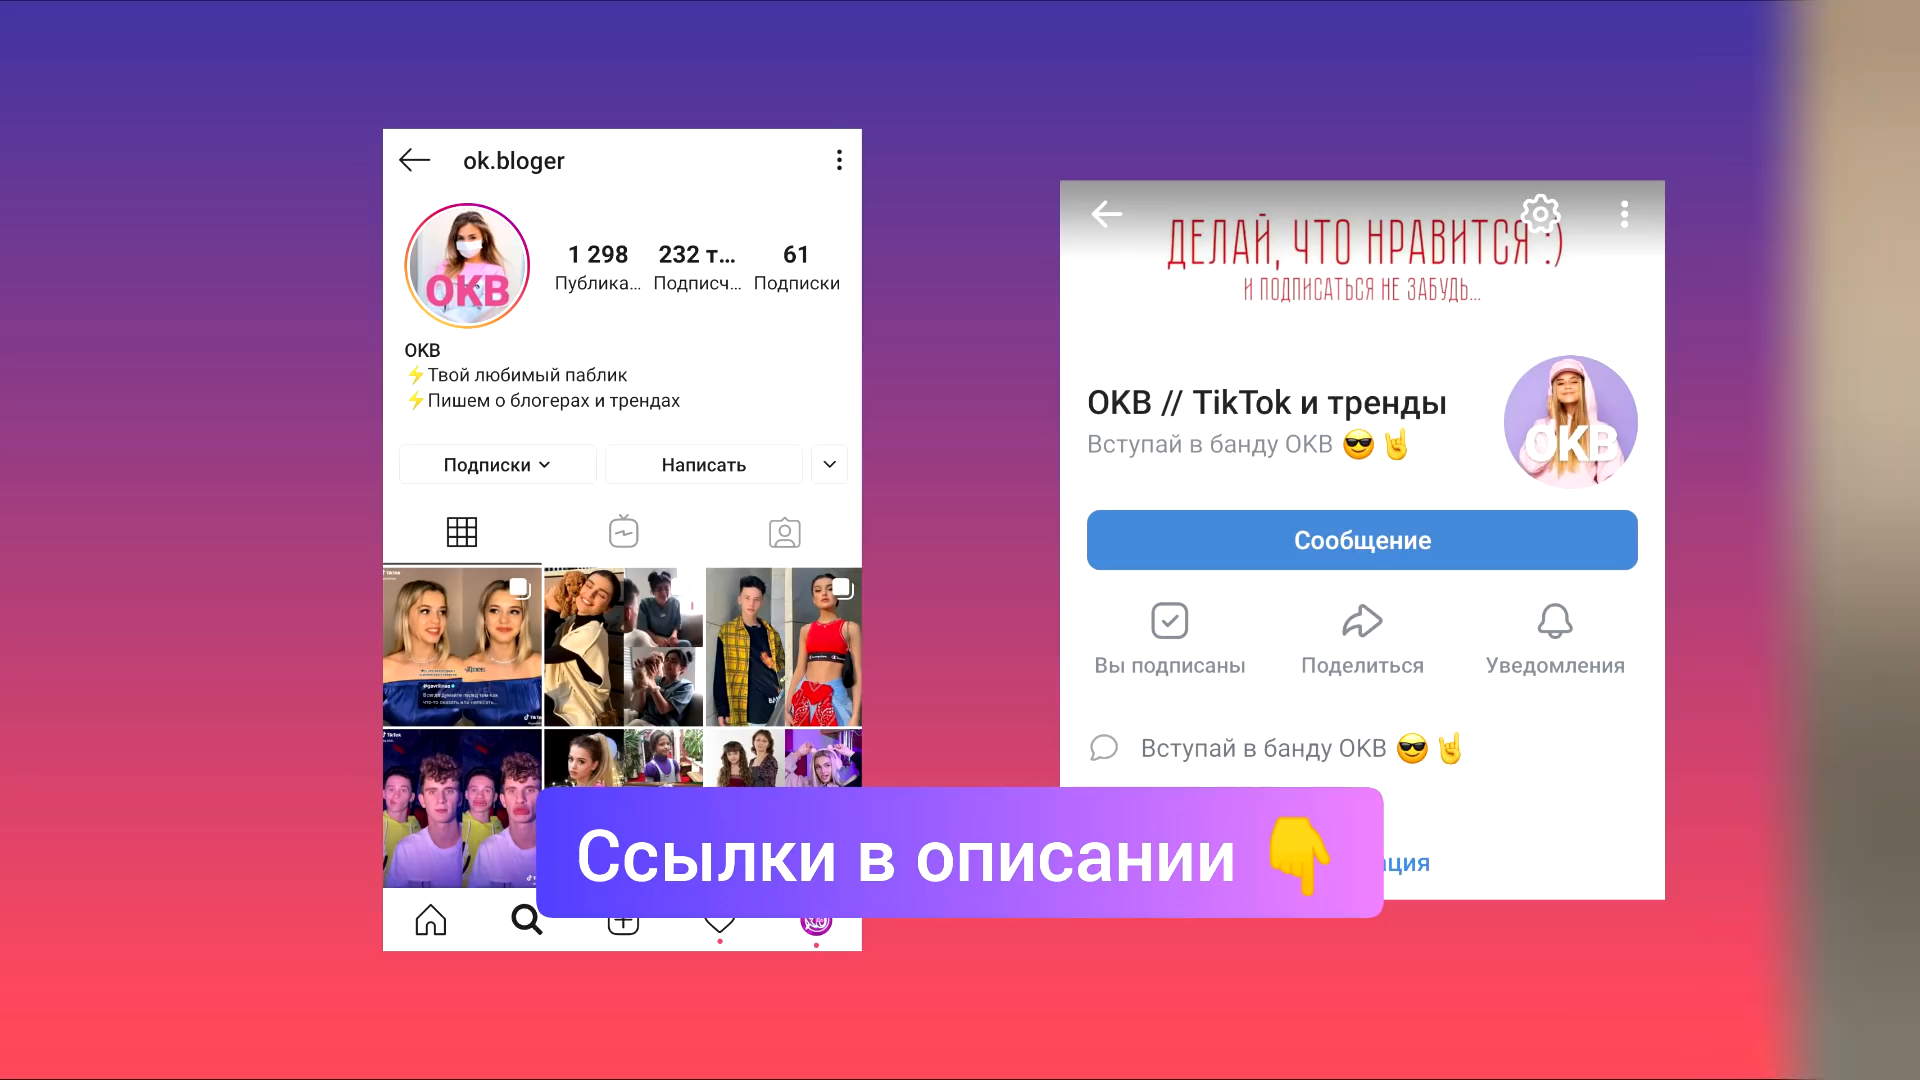 ok.bloger
1 298
232 т...
61
Публика...
Подписч...
Подписки
OKB
OKB
⚡Твой любимый паблик
⚡Пишем о блогерах и трендах
Подписки
Написать
TikTok
ДЕЛАЙ, ЧТО НРАВИТСЯ :)
И ПОДПИСАТЬСЯ НЕ ЗАБУДЬ...
OKB // TikTok и тренды
Вступай в банду OKB 😎🤘
OKB
Сообщение
Вы подписаны
Поделиться
Уведомления
Вступай в банду OKB 😎🤘
ация
Ссылки в описании 👇